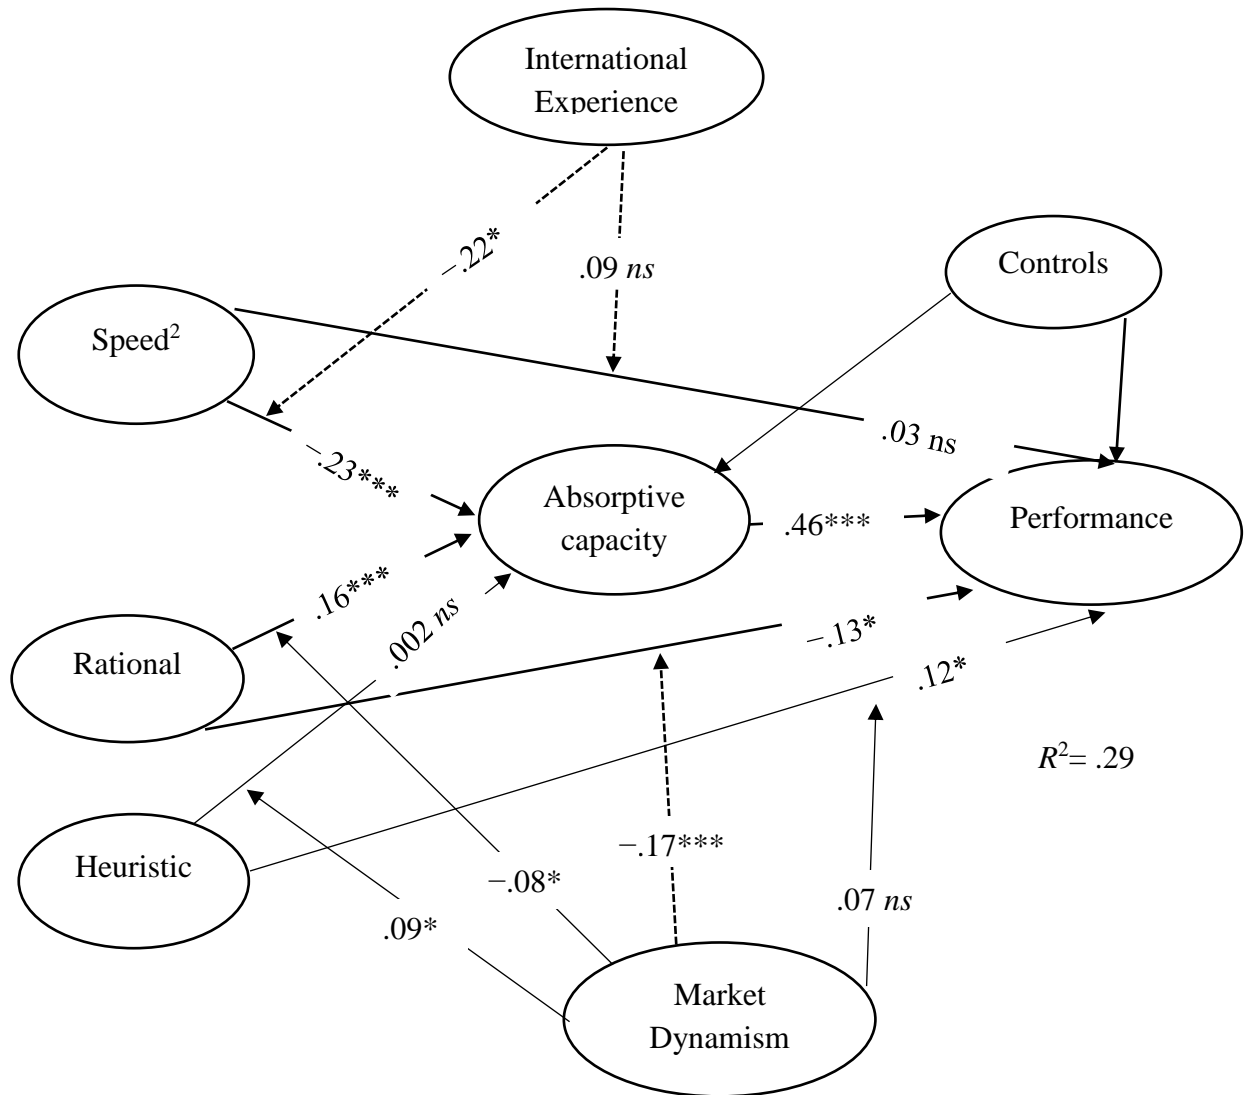 International
Experience
−.22*
.09 ns
Controls
Speed²
.03 ns
−.23***
Absorptive
capacity
.46***
Performance
.16***
.002 ns
Rational
−.13*
.12*
R²= .29
Heuristic
−.17***
−.08*
.07 ns
.09*
Market
Dynamism